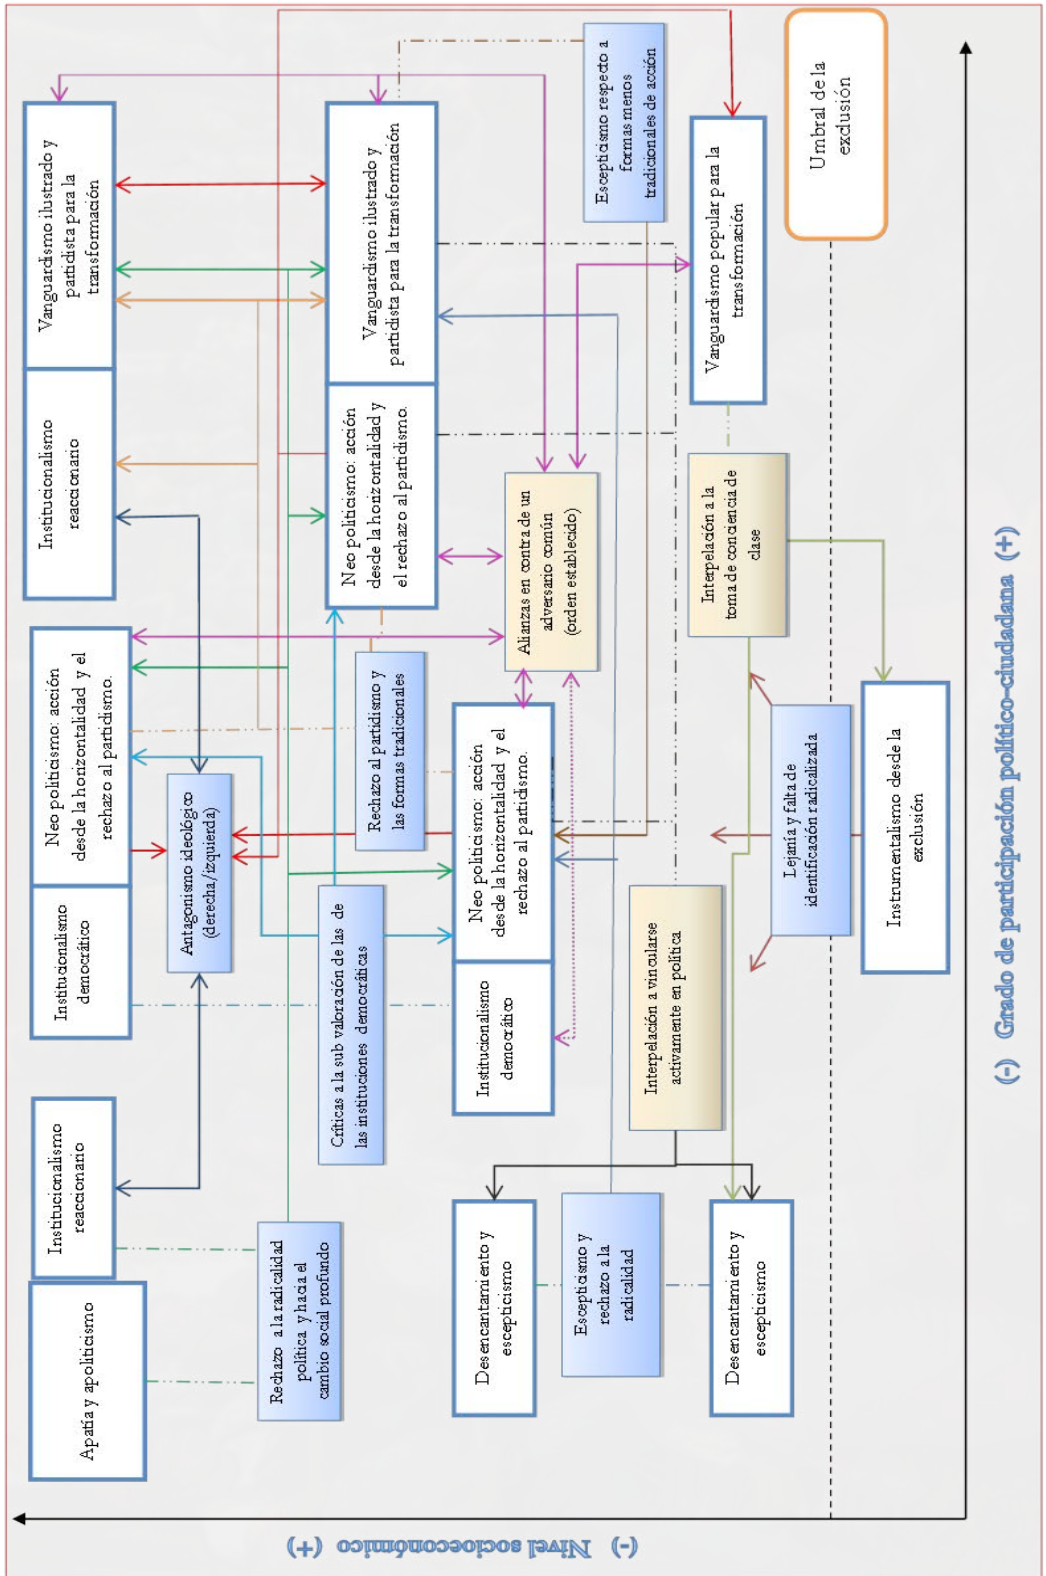 Apatía y apoliticismo
Institucionalismo
reaccionario
Institucionalismo
democrático
Neo politicismo: acción
desde la horizontalidad y el
rechazo al partidismo.
Institucionalismo
reaccionario
Vanguardismo ilustrado y
partidista para la
transformación
Antagonismo ideológico
(derecha/izquierda)
Rechazo a la radicalidad
política y hacia el
cambio social profundo
Críticas a la sub valoración de las de
las instituciones democráticas
Rechazo al partidismo y
las formas tradicionales
Neo politicismo: acción
desde la horizontalidad y
el rechazo al partidismo.
Vanguardismo ilustrado y
partidista para la transformación
Desencantamiento y
escepticismo
Institucionalismo
democrático
Neo politicismo: acción
desde la horizontalidad y el
rechazo al partidismo.
Alianzas en contra de un
adversario común
(orden establecido)
Escepticismo respecto a
formas menos
tradicionales de acción
Escepticismo y
rechazo a la
radicalidad
Interpelación a vincularse
activamente en política
Desencantamiento y
escepticismo
Interpelación a la
toma de conciencia de
clase
Vanguardismo popular para la
transformación
Lejanía y falta de
identificación radicalizada
Umbral de la
exclusión
Instrumentalismo desde la
exclusión
(-) Nivel socioeconómico (+)
(-) Grado de participación político-ciudadana (+)